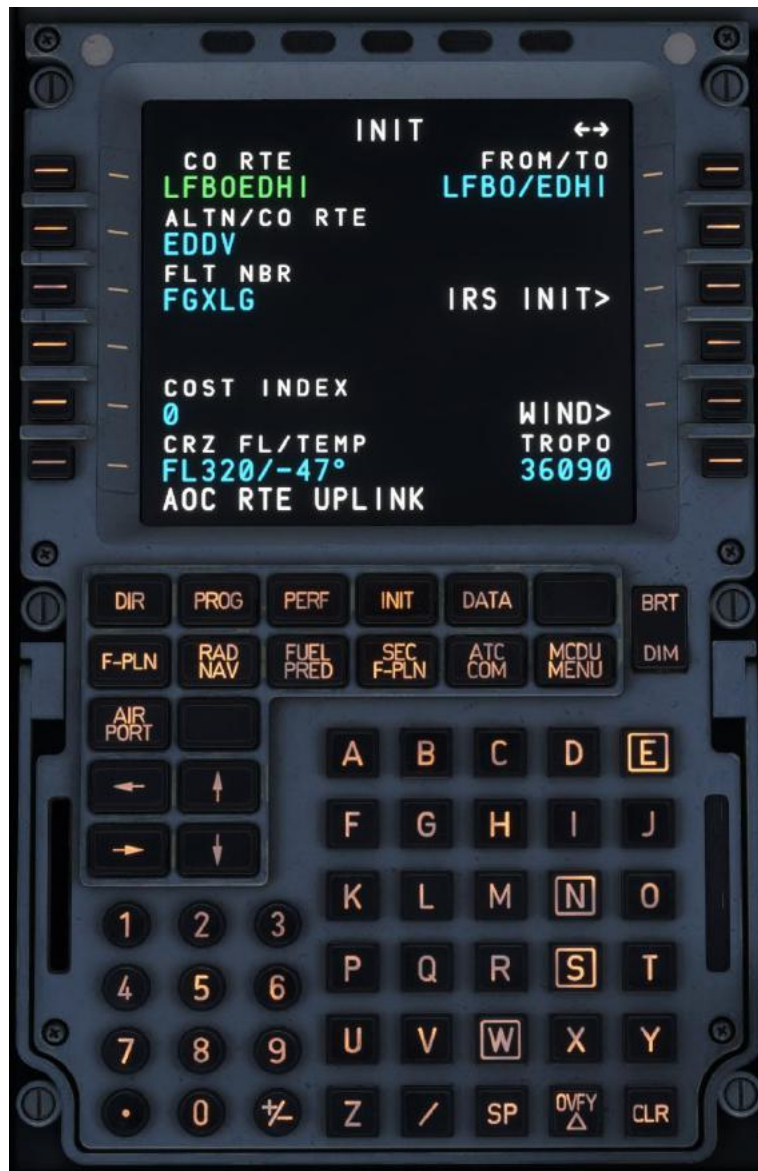 INIT ←→
CO RTE FROM/TO
LFBOEDHI LFBO/EDHI
ALTN/CO RTE
EDDV
FLT NBR
FGXLG IRS INIT>
COST INDEX
0 WIND>
CRZ FL/TEMP TROPO
FL320/-47° 36090
AOC RTE UPLINK
DIR PROG PERF INIT DATA BRT
F-PLN RAD NAV FUEL PRED SEC F-PLN ATC COM MCDU MENU DIM
AIR PORT
← ↑
→ ↓
A B C D E
F G H I J
K L M N O
1 2 3
P Q R S T
4 5 6
U V W X Y
7 8 9
Z / SP OVFY △ CLR
. 0 +/-